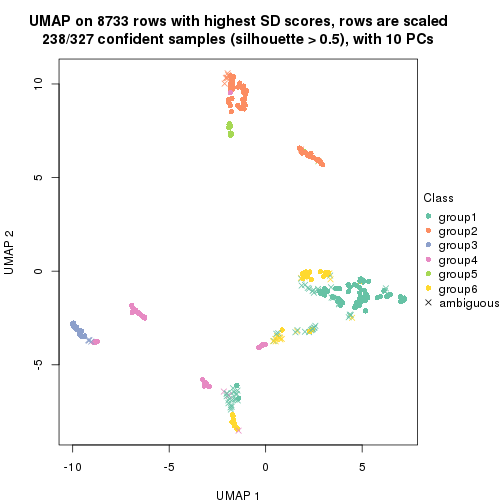 UMAP on 8733 rows with highest SD scores, rows are scaled
238/327 confident samples (silhouette > 0.5), with 10 PCs
10
5
0
-5
UMAP 2
-10
-5
0
5
UMAP 1
Class
group1
group2
group3
group4
group5
group6
ambiguous